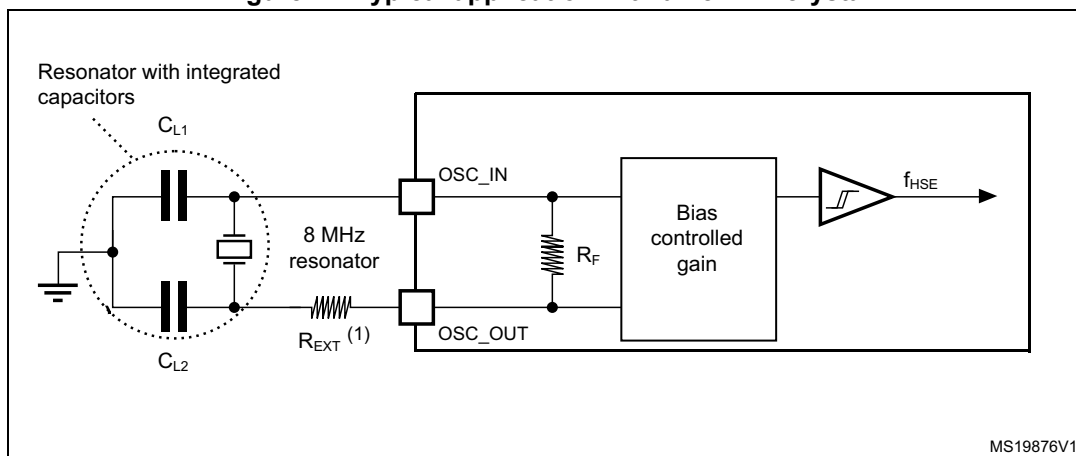 Resonator with integrated
capacitors
CL1
OSC_IN
fHSE
8 MHz
resonator
RF
Bias
controlled
gain
REXT (1)
OSC_OUT
CL2
MS19876V1